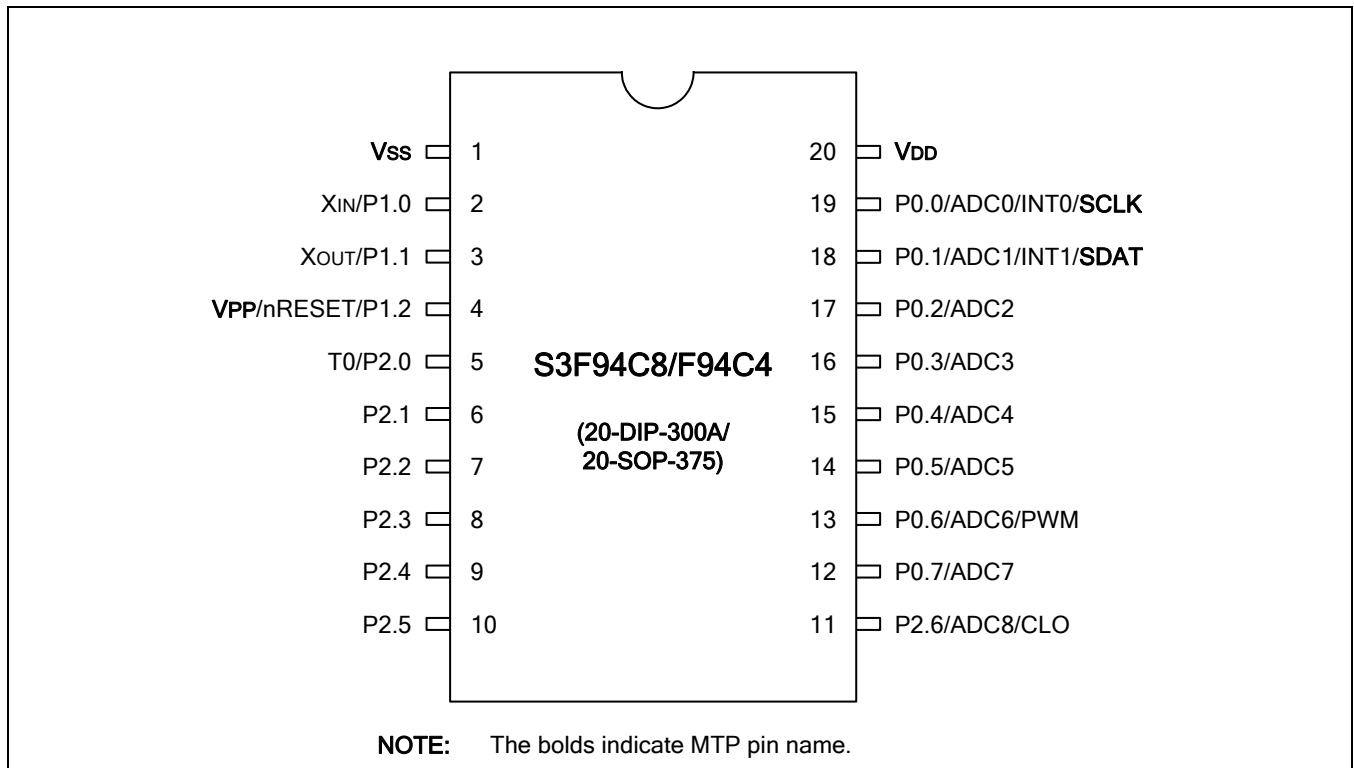 Vss 1 20 VDD
XIN/P1.0 2 19 P0.0/ADC0/INT0/SCLK
XOUT/P1.1 3 18 P0.1/ADC1/INT1/SDAT
VPP/nRESET/P1.2 4 17 P0.2/ADC2
T0/P2.0 5 S3F94C8/F94C4 16 P0.3/ADC3
P2.1 6 15 P0.4/ADC4
(20-DIP-300A/
20-SOP-375)
P2.2 7 14 P0.5/ADC5
P2.3 8 13 P0.6/ADC6/PWM
P2.4 9 12 P0.7/ADC7
P2.5 10 11 P2.6/ADC8/CLO
NOTE: The bolds indicate MTP pin name.